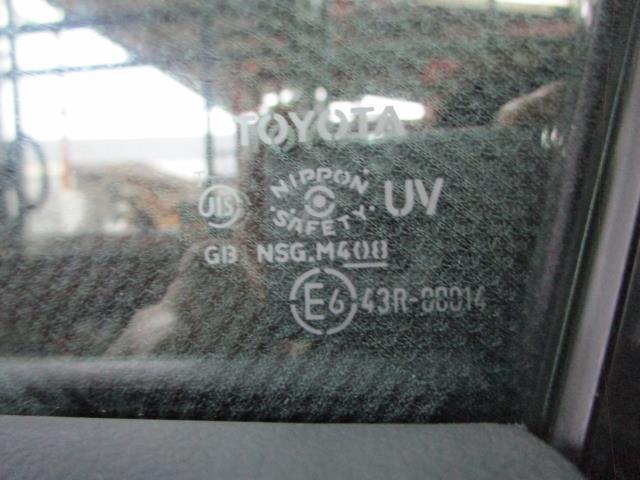 TOYOTA
JIS NIPPON SAFETY UV
GB NSG.M408
E6 43R-00014